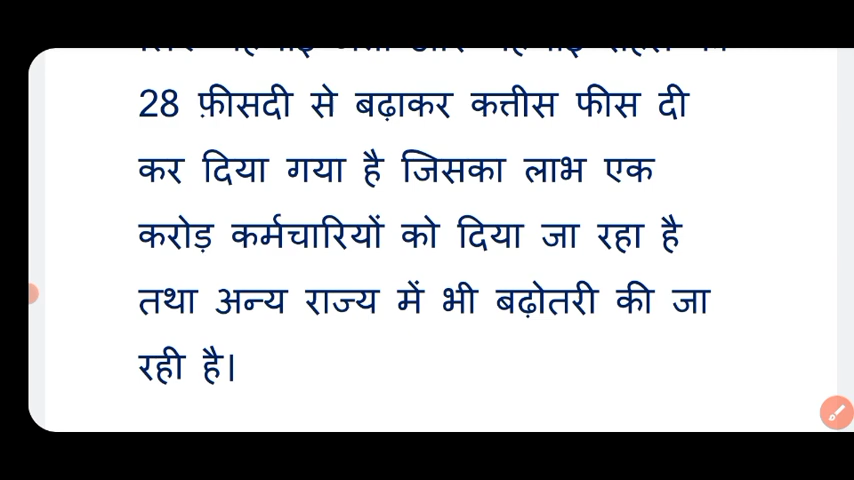 28 फ़ीसदी से बढ़ाकर कत्तीस फीस दी
कर दिया गया है जिसका लाभ एक
करोड़ कर्मचारियों को दिया जा रहा है
तथा अन्य राज्य में भी बढ़ोतरी की जा
रही है।